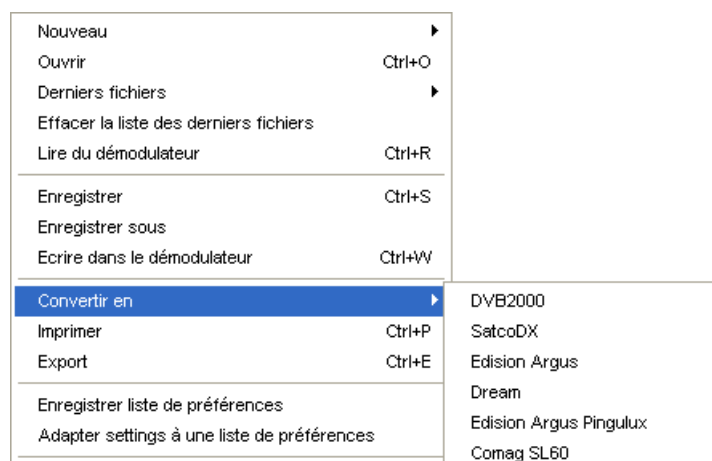 Nouveau
Ouvrir Ctrl+O
Derniers fichiers
Effacer la liste des derniers fichiers
Lire du démodulateur Ctrl+R
Enregistrer Ctrl+S
Enregistrer sous
Ecrire dans le démodulateur Ctrl+W
Convertir en
Imprimer Ctrl+P
Export Ctrl+E
Enregistrer liste de préférences
Adapter settings à une liste de préférences
DVB2000
SatcoDX
Edision Argus
Dream
Edision Argus Pingulux
Comag SL60